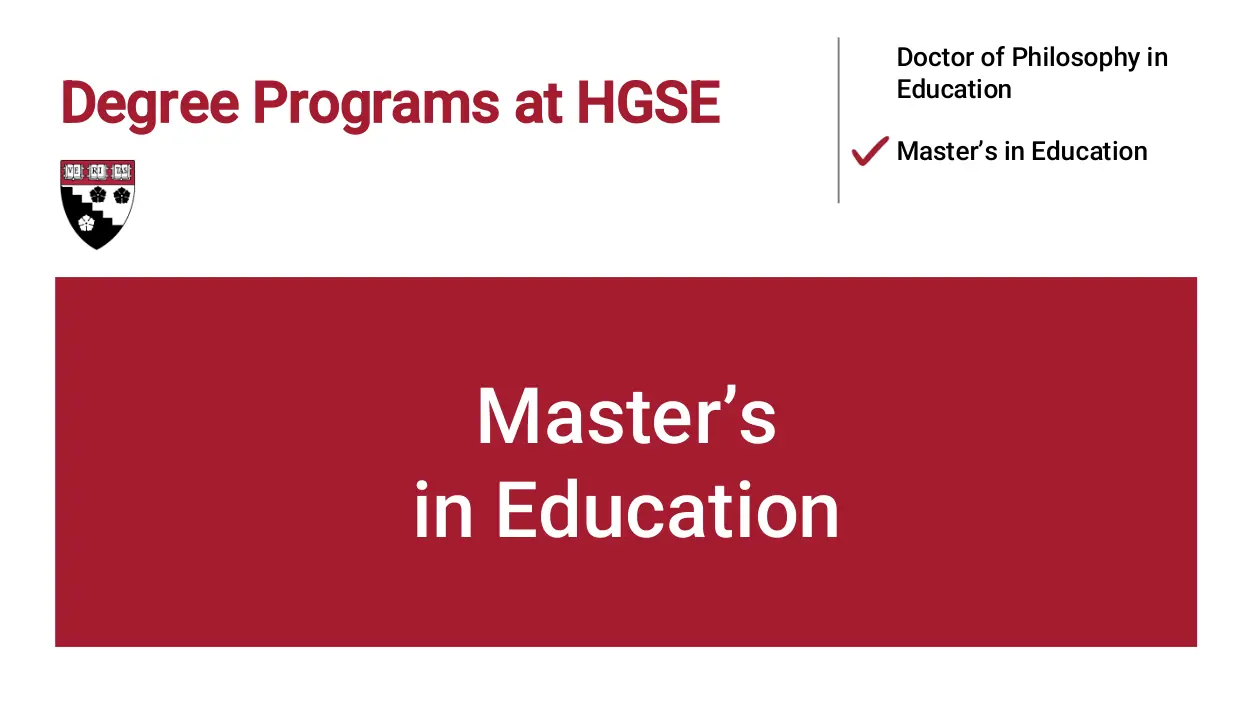 Degree Programs at HGSE
VE RI TAS
Doctor of Philosophy in
Education
Master’s in Education
Master’s
in Education